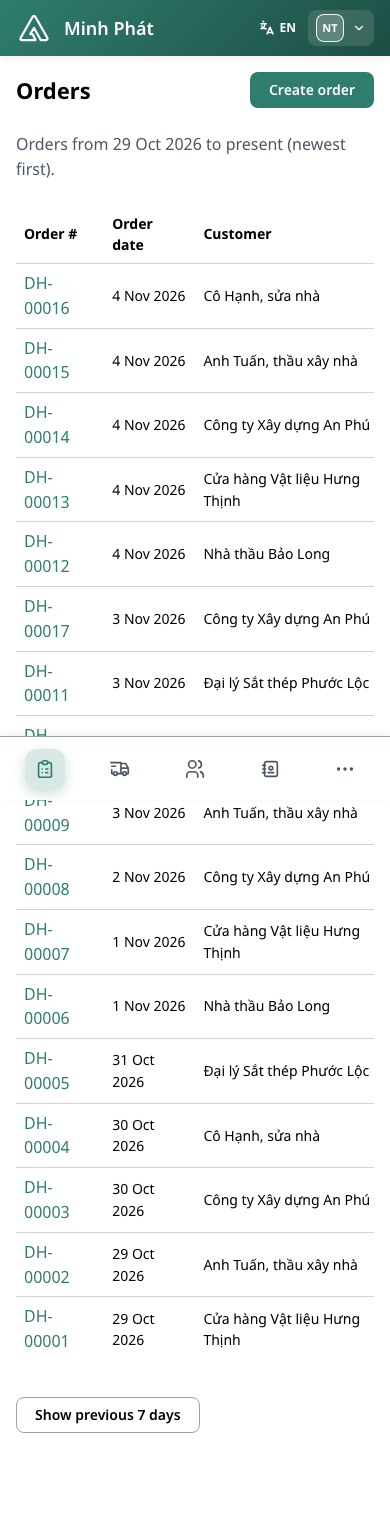 Minh Phát
EN
NT
Orders
Create order
Orders from 29 Oct 2026 to present (newest
first).
Order #
Order
date
Customer
DH-
00016
4 Nov 2026
Cô Hạnh, sửa nhà
DH-
00015
4 Nov 2026
Anh Tuấn, thầu xây nhà
DH-
00014
4 Nov 2026
Công ty Xây dựng An Phú
DH-
00013
4 Nov 2026
Cửa hàng Vật liệu Hưng
Thịnh
DH-
00012
4 Nov 2026
Nhà thầu Bảo Long
DH-
00017
3 Nov 2026
Công ty Xây dựng An Phú
DH-
00011
3 Nov 2026
Đại lý Sắt thép Phước Lộc
DH-
DH-
00009
3 Nov 2026
Anh Tuấn, thầu xây nhà
DH-
00008
2 Nov 2026
Công ty Xây dựng An Phú
DH-
00007
1 Nov 2026
Cửa hàng Vật liệu Hưng
Thịnh
DH-
00006
1 Nov 2026
Nhà thầu Bảo Long
DH-
00005
31 Oct
2026
Đại lý Sắt thép Phước Lộc
DH-
00004
30 Oct
2026
Cô Hạnh, sửa nhà
DH-
00003
30 Oct
2026
Công ty Xây dựng An Phú
DH-
00002
29 Oct
2026
Anh Tuấn, thầu xây nhà
DH-
00001
29 Oct
2026
Cửa hàng Vật liệu Hưng
Thịnh
Show previous 7 days